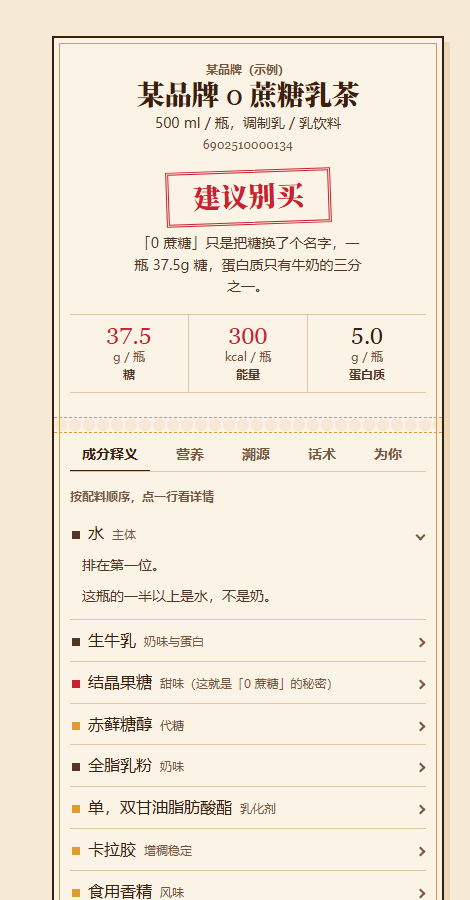 某品牌（示例）
某品牌 0 蔗糖乳茶
500 ml / 瓶，调制乳 / 乳饮料
6902510000134
建议别买
「0 蔗糖」只是把糖换了个名字，一
瓶 37.5g 糖，蛋白质只有牛奶的三分
之一。
37.5
g / 瓶
糖
300
kcal / 瓶
能量
5.0
g / 瓶
蛋白质
成分释义 营养 溯源 话术 为你
按配料顺序，点一行看详情
水 主体
排在第一位。
这瓶的一半以上是水，不是奶。
生牛乳 奶味与蛋白
结晶果糖 甜味（这就是「0 蔗糖」的秘密）
赤藓糖醇 代糖
全脂乳粉 奶味
单，双甘油脂肪酸酯 乳化剂
卡拉胶 增稠稳定
食用香精 风味